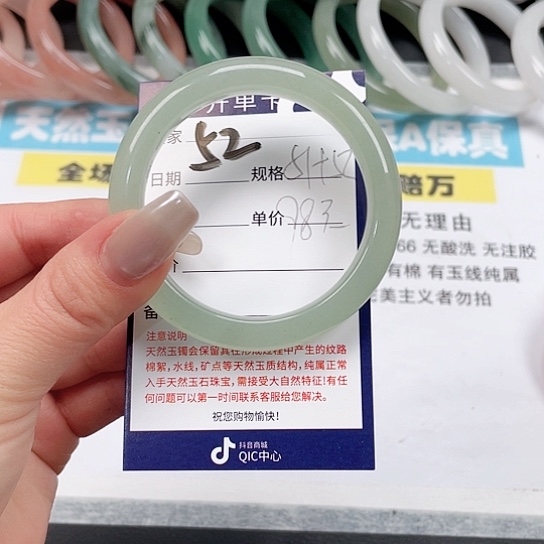 开单卡
天然玉
A保真
家 52
全场
赔万
日期
规格
单价 983
无理由
无酸洗 无注胶
有棉 有玉线纯属
美主义者勿拍
价
备
注意说明
天然玉镯会保留其在形成过程中产生的纹路
棉絮，水线，矿点等天然玉质结构，纯属正常
入手天然玉石珠宝，需接受大自然特征！有任
何问题可以第一时间联系客服给您解决。
祝您购物愉快！
抖音商城
QIC中心